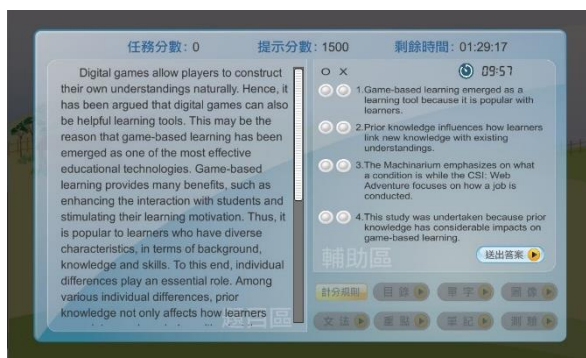 任務分數: 0 提示分數: 1500 剩餘時間: 01:29:17
Digital games allow players to construct
their own understandings naturally. Hence, it
has been argued that digital games can also
be helpful learning tools. This may be the
reason that game-based learning has been
emerged as one of the most effective
educational technologies. Game-based
learning provides many benefits, such as
enhancing the interaction with students and
stimulating their learning motivation. Thus, it
is popular to learners who have diverse
characteristics, in terms of background,
knowledge and skills. To this end, individual
differences play an essential role. Among
various individual differences, prior
knowledge not only affects how learners
O X 09:57
1.Game-based learning emerged as a
learning tool because it is popular with
learners.
2.Prior knowledge influences how learners
link new knowledge with existing
understandings.
3.The Machinarium emphasizes on what
a condition is while the CSI: Web
Adventure focuses on how a job is
conducted.
4.This study was undertaken because prior
knowledge has considerable impacts on
game-based learning.
輔助區
送出答案
計分規則 目錄 單字 圖像
文法 重點 筆記 測驗